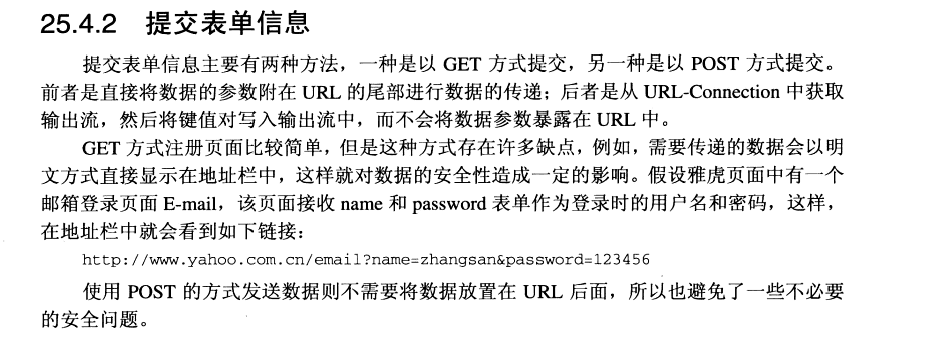 25.4.2 提交表单信息
提交表单信息主要有两种方法，一种是以 GET 方式提交，另一种是以 POST 方式提交。
前者是直接将数据的参数附在 URL 的尾部进行数据的传递；后者是从 URL-Connection 中获取
输出流，然后将键值对写入输出流中，而不会将数据参数暴露在 URL 中。
GET 方式注册页面比较简单，但是这种方式存在许多缺点，例如，需要传递的数据会以明
文方式直接显示在地址栏中，这样就对数据的安全性造成一定的影响。假设雅虎页面中有一个
邮箱登录页面 E-mail，该页面接收 name 和 password 表单作为登录时的用户名和密码，这样，
在地址栏中就会看到如下链接：
http://www.yahoo.com.cn/email?name=zhangsan&password=123456
使用 POST 的方式发送数据则不需要将数据放置在 URL 后面，所以也避免了一些不必要
的安全问题。